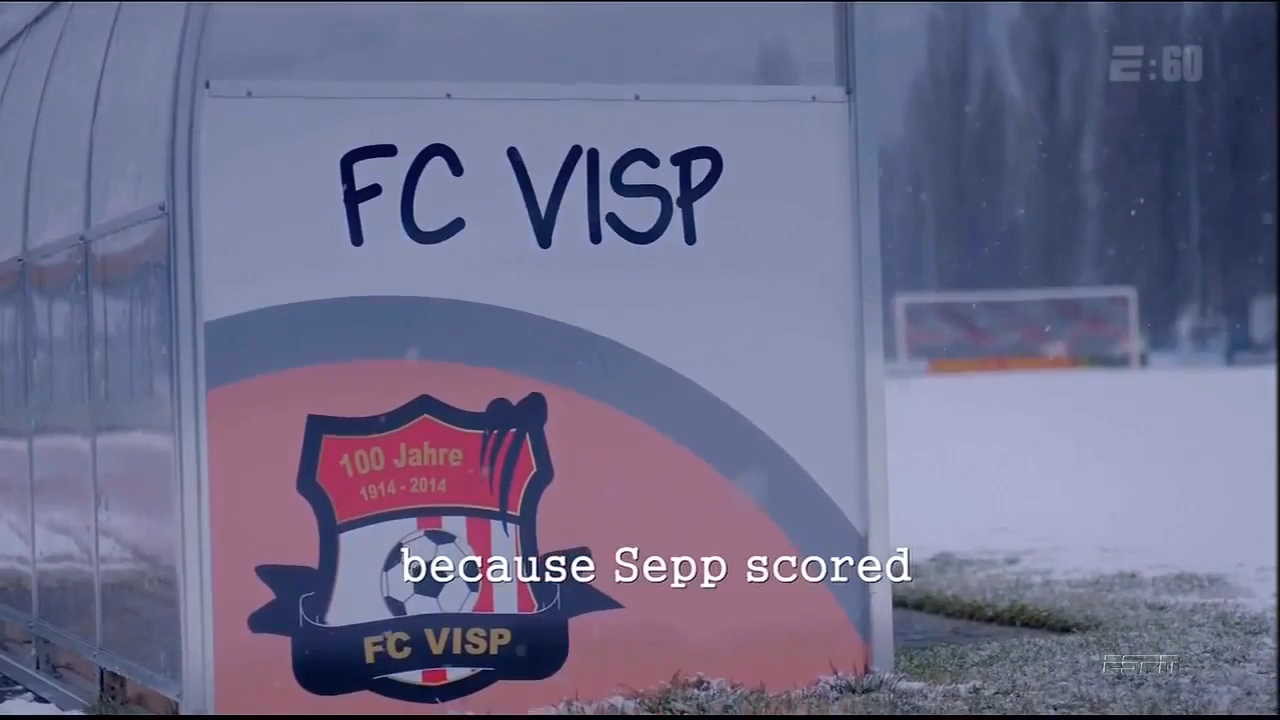 E:60
FC VISP
100 Jahre
1914 - 2014
because Sepp scored
FC VISP
ESPN